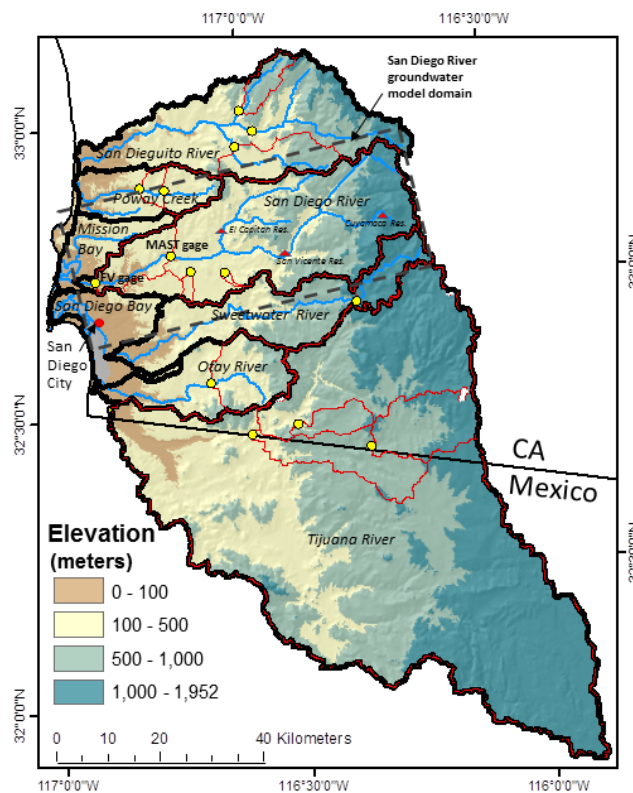 117°0'0"W
116°30'0"W
San Diego River
groundwater
model domain
33°0'0"N
San Dieguito River
Poway Creek
San Diego River
Mission
Bay
El Capitan Res.
Cuyamaca Res.
MAST gage
San Vicente Res.
FV gage
San Diego Bay
Sweetwater River
San
Diego
City
Otay River
32°30'0"N
CA
Mexico
Tijuana River
Elevation
(meters)
0 - 100
100 - 500
500 - 1,000
1,000 - 1,952
32°0'0"N
0
10
20
40 Kilometers
117°0'0"W
116°30'0"W
116°0'0"W